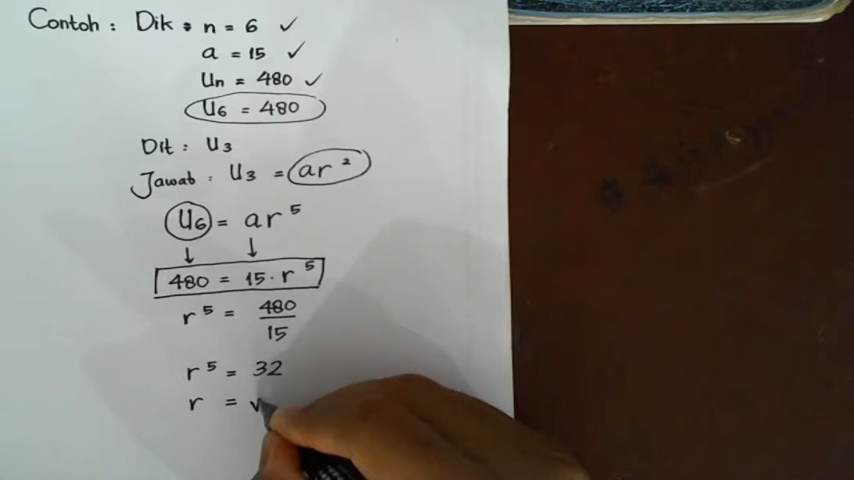 Contoh : Dik : n = 6 ✓
a = 15 ✓
Un = 480 ✓
U6 = 480
Dit : U3
Jawab : U3 = ar²
U6 = ar⁵
↓ ↓
480 = 15 · r⁵
r⁵ = 480/15
r⁵ = 32
r =